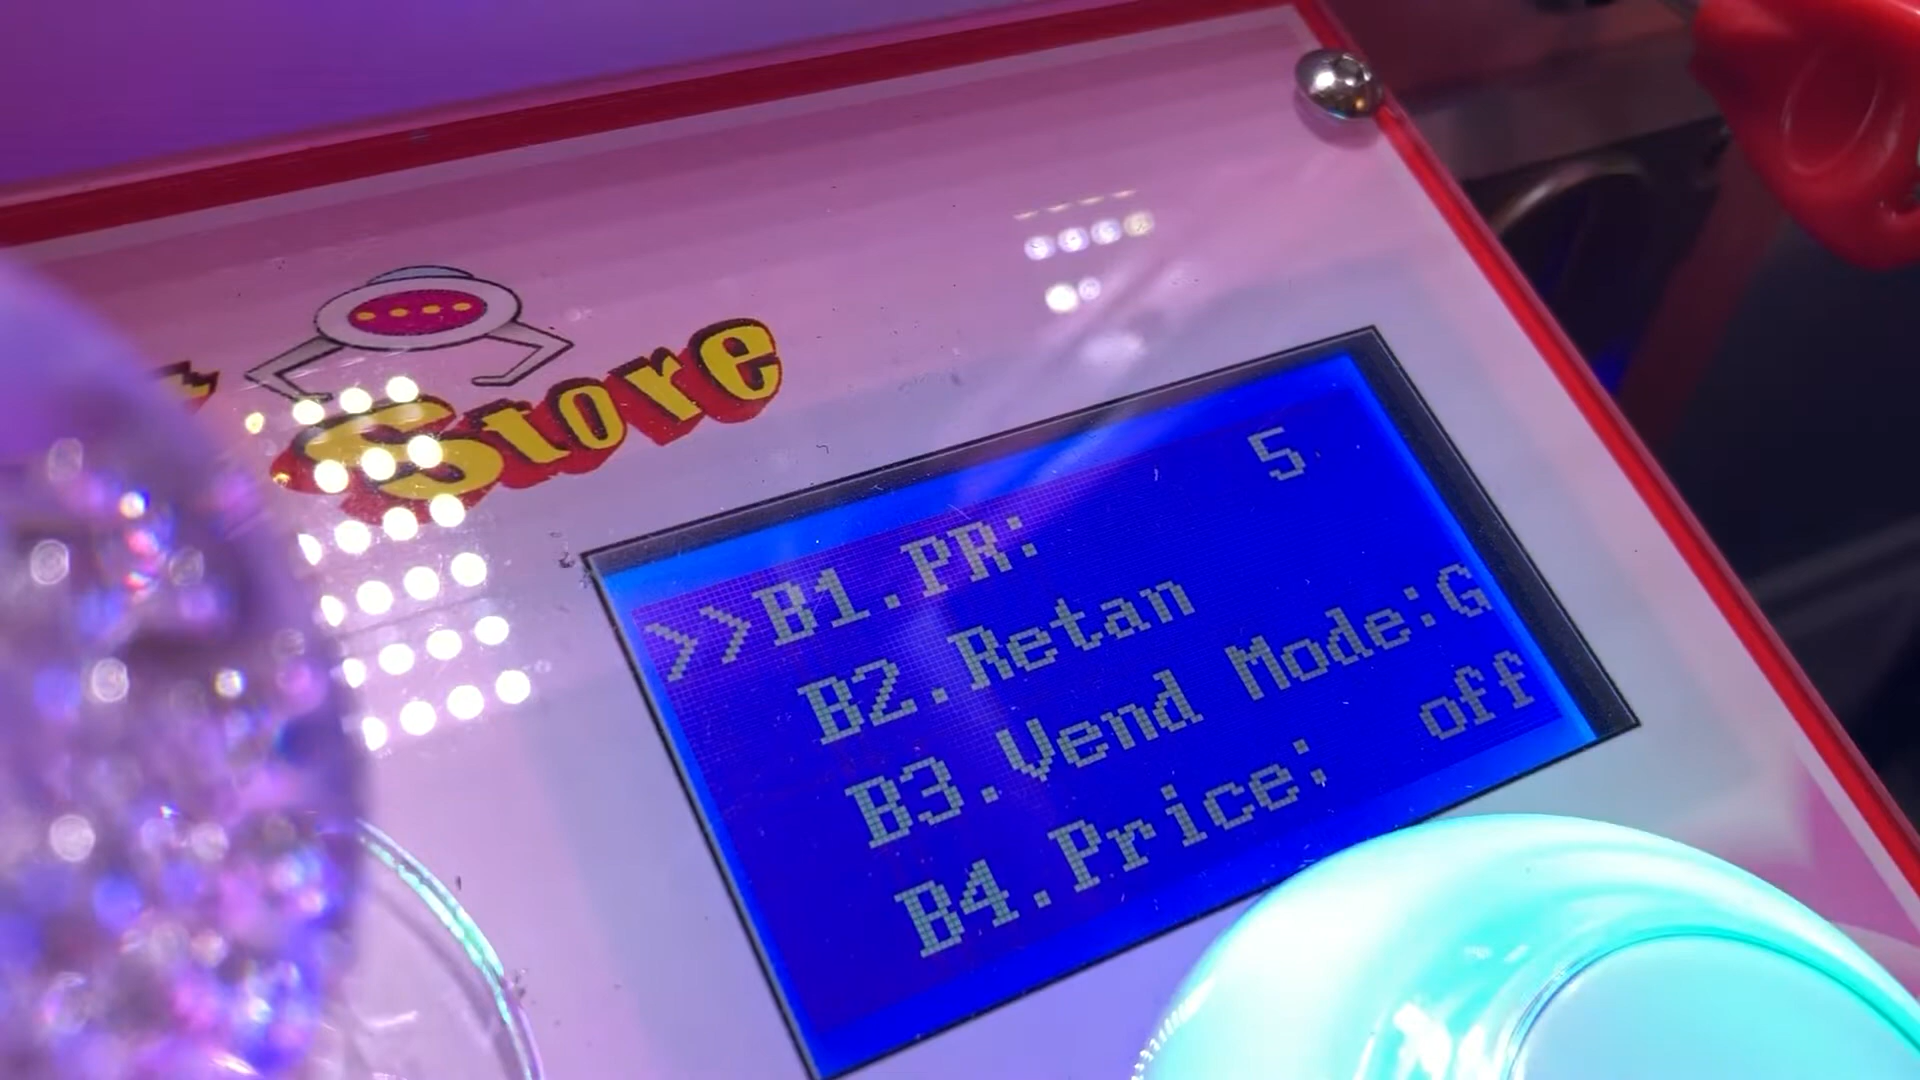 Store
>>B1.PR: 5
B2.Retan
B3.Vend Mode:G
B4.Price: off